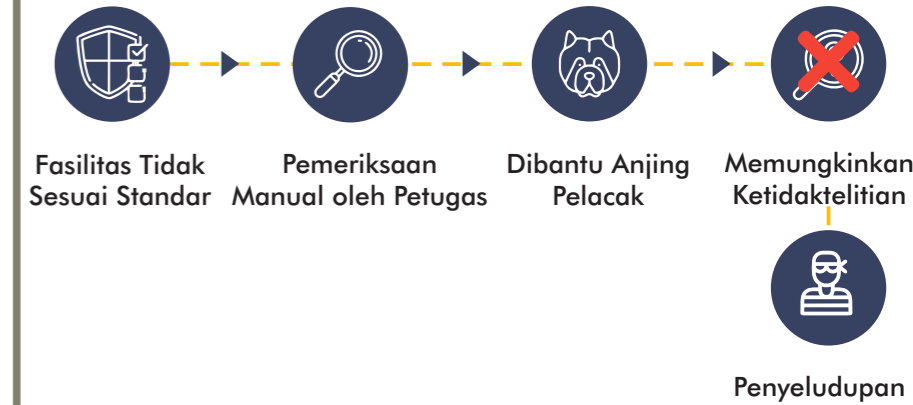 Fasilitas Tidak
Sesuai Standar
Pemeriksaan
Manual oleh Petugas
Dibantu Anjing
Pelacak
Memungkinkan
Ketidaktelitian
Penyeludupan